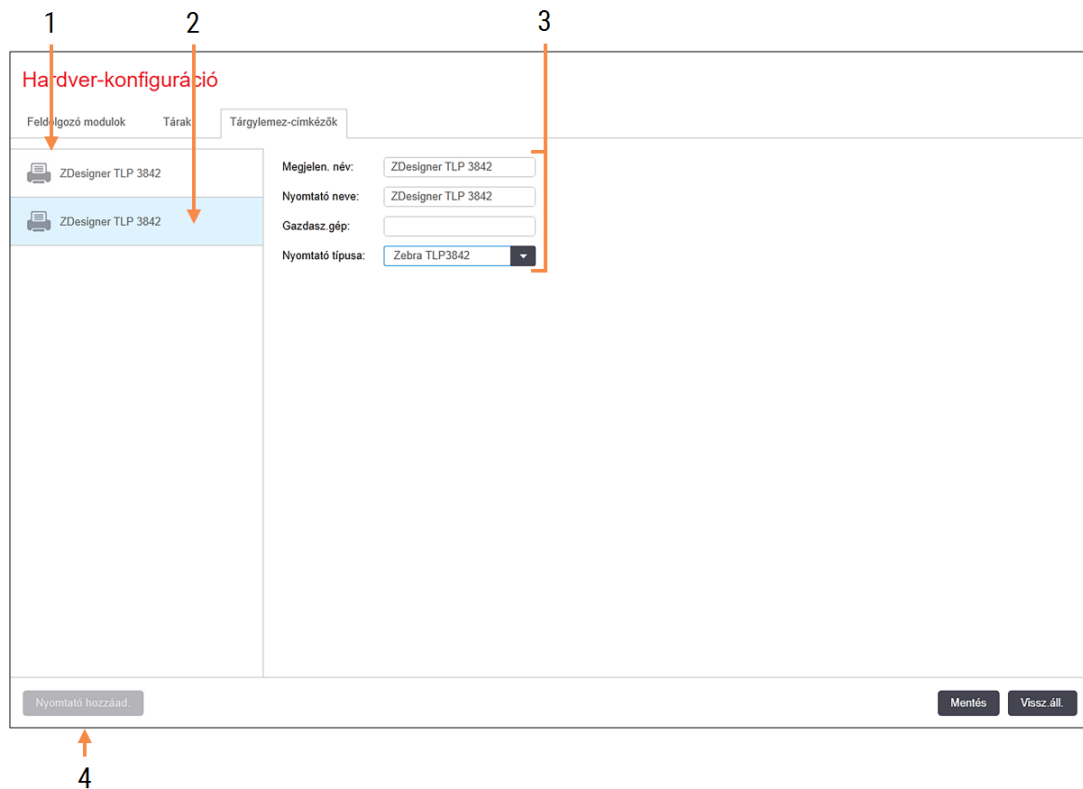 1 2 3
Hardver-konfiguráció
Feldolgozó modulok Tárak Tárgylemez-címkézők
ZDesigner TLP 3842
ZDesigner TLP 3842
Megjelen. név: ZDesigner TLP 3842
Nyomtató neve: ZDesigner TLP 3842
Gazdasz.gép:
Nyomtató típusa: Zebra TLP3842
Nyomtató hozzáad. Mentés Vissz.áll.
4